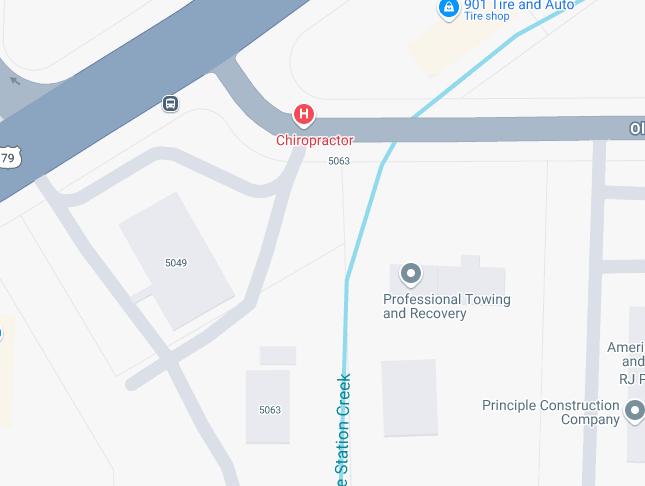 901 Tire and Auto
Tire shop
Chiropractor
79
5063
5049
Professional Towing
and Recovery
5063
Station Creek
Principle Construction
Company
and
RJ